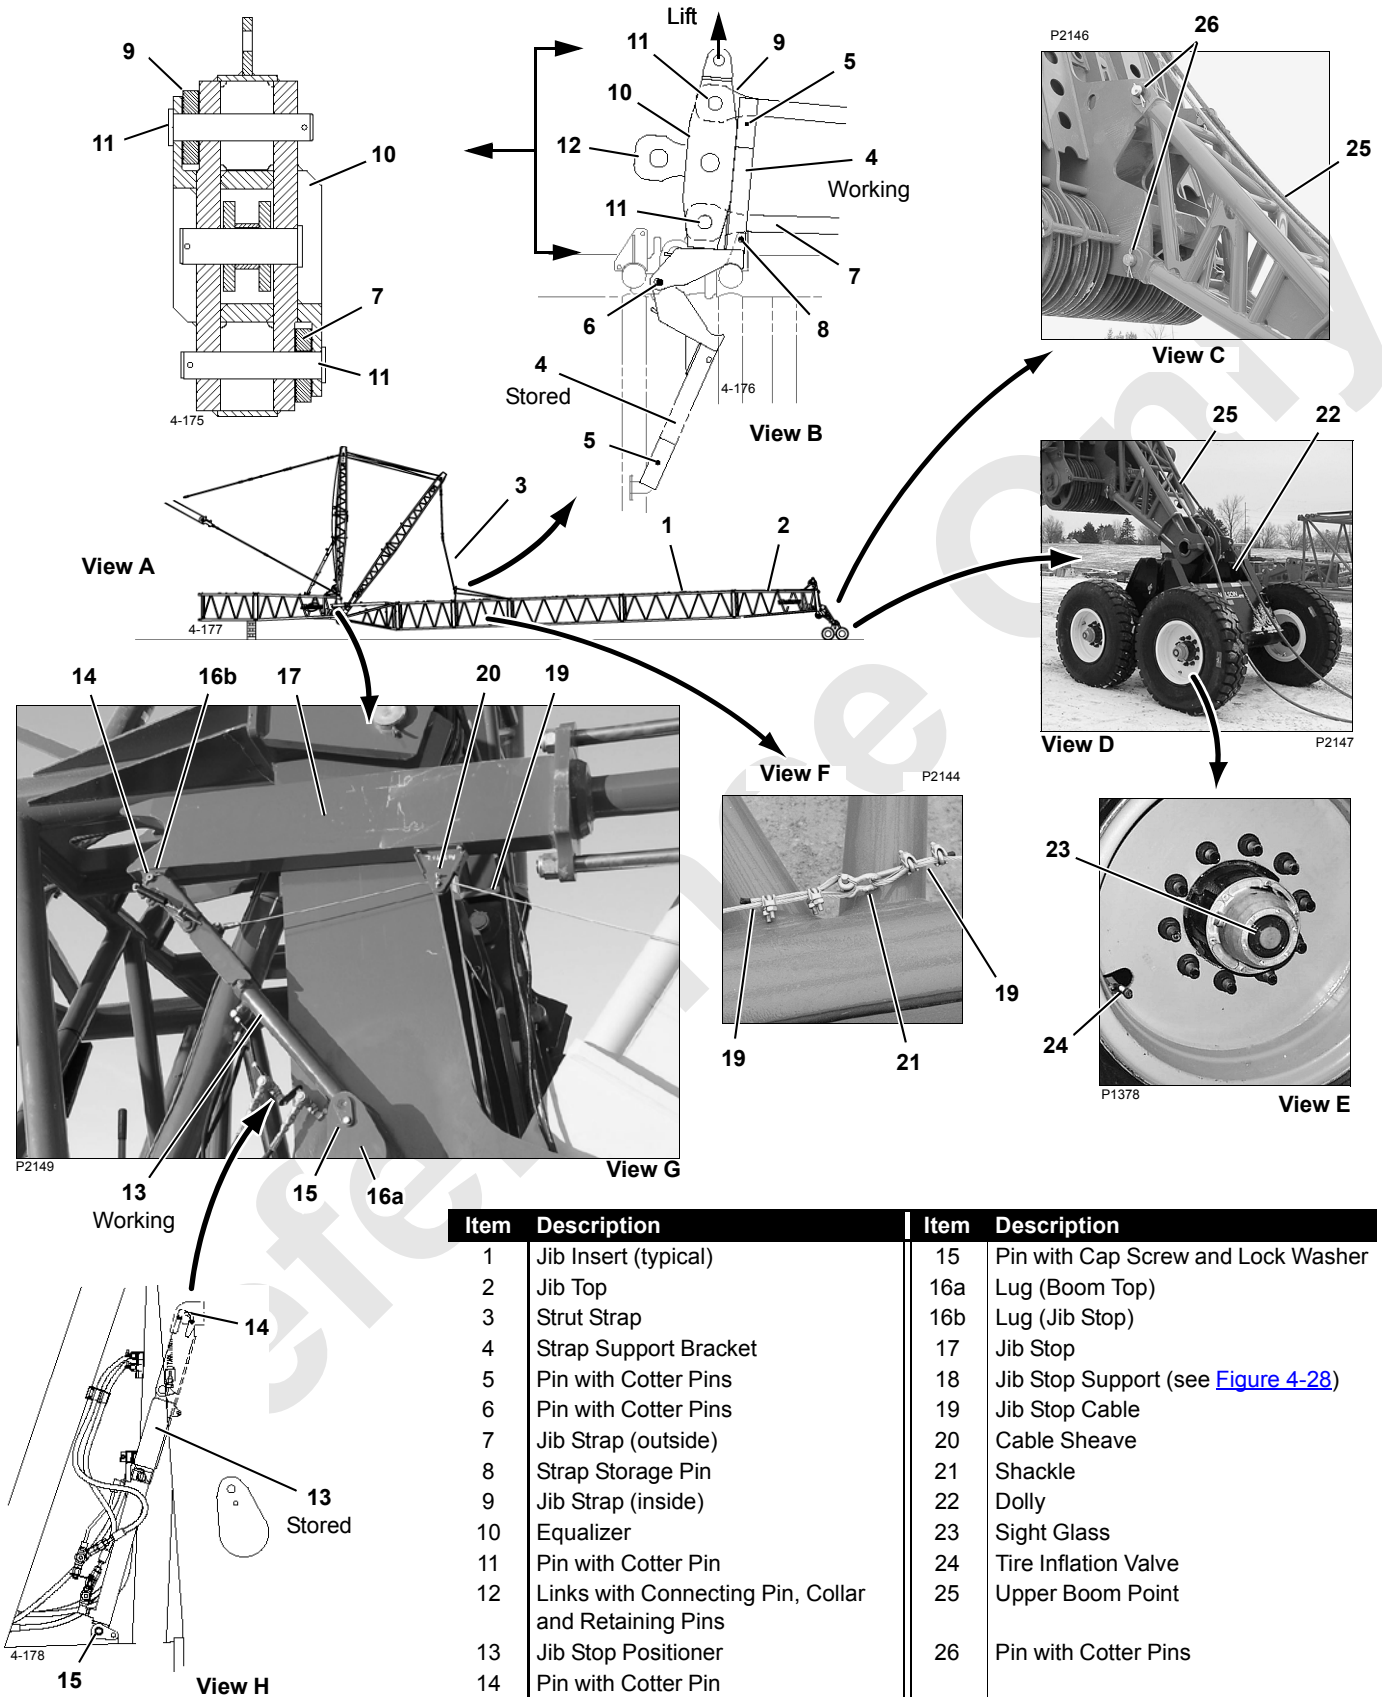 Lift
11
9
5
10
12
4
Working
11
7
6
8
4
Stored
4-176
5
View B
9
11
10
7
11
4-175
P2146
26
25
View C
View A
3
1
2
4-177
25
22
View D
P2147
14
16b
17
20
19
P2149
View G
13
Working
15
16a
View F
P2144
19
19
21
23
24
P1378
View E
14
13
Stored
4-178
15
View H
Item Description Item Description
1 Jib Insert (typical) 15 Pin with Cap Screw and Lock Washer
2 Jib Top 16a Lug (Boom Top)
3 Strut Strap 16b Lug (Jib Stop)
4 Strap Support Bracket 17 Jib Stop
5 Pin with Cotter Pins 18 Jib Stop Support (see Figure 4-28)
6 Pin with Cotter Pins 19 Jib Stop Cable
7 Jib Strap (outside) 20 Cable Sheave
8 Strap Storage Pin 21 Shackle
9 Jib Strap (inside) 22 Dolly
10 Equalizer 23 Sight Glass
11 Pin with Cotter Pin 24 Tire Inflation Valve
12 Links with Connecting Pin, Collar 25 Upper Boom Point
and Retaining Pins
13 Jib Stop Positioner 26 Pin with Cotter Pins
14 Pin with Cotter Pin